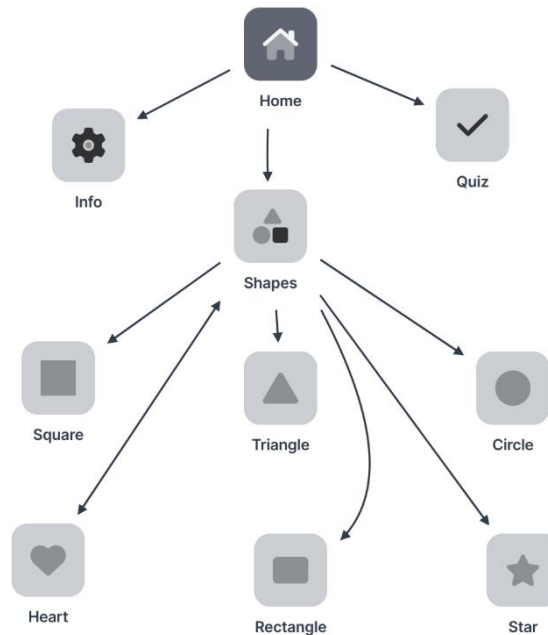 Home
Info
Quiz
Shapes
Square
Triangle
Circle
Heart
Rectangle
Star